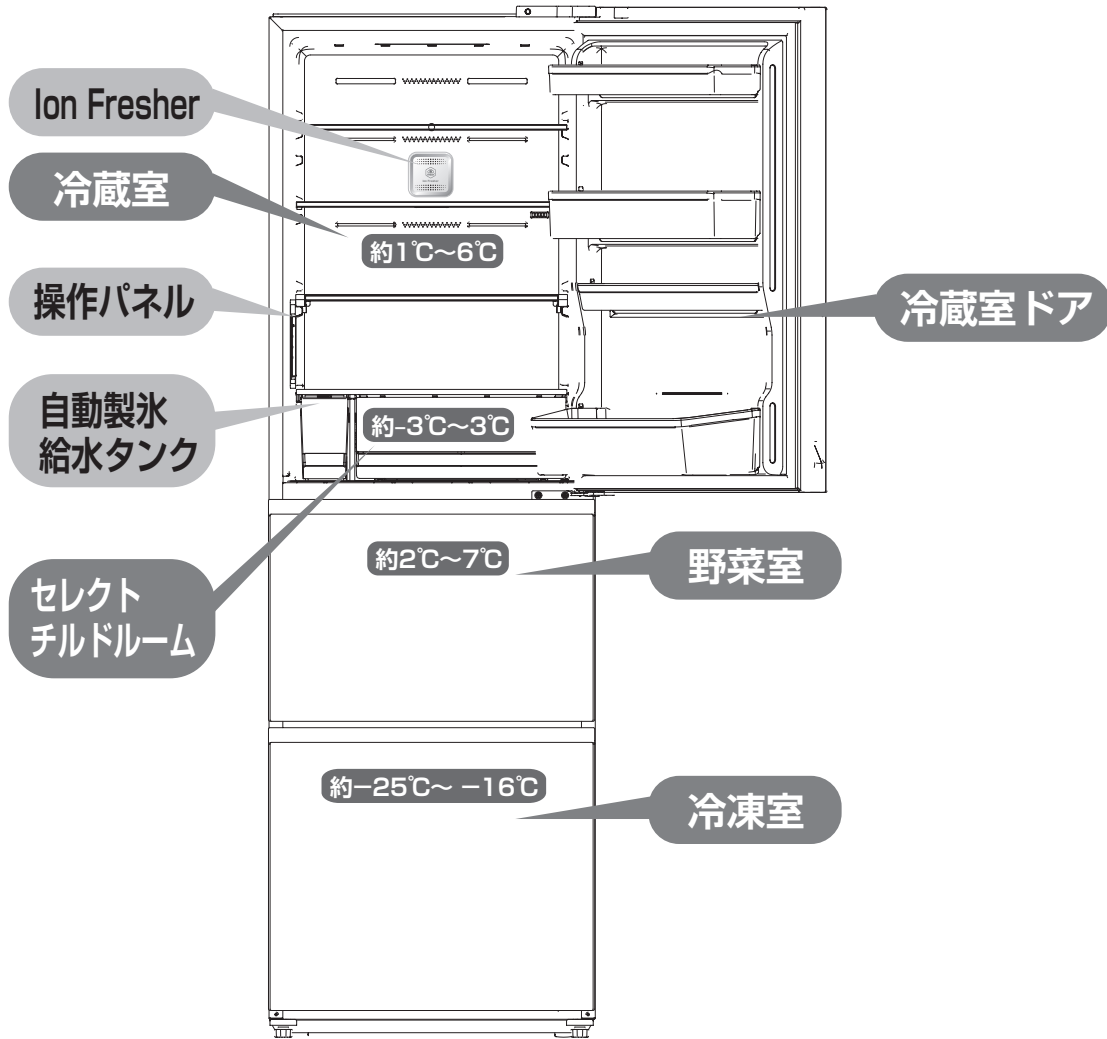 Ion Fresher
冷蔵室
約1℃～6℃
操作パネル
冷蔵室ドア
自動製氷
給水タンク
約-3℃～3℃
約2℃～7℃
野菜室
セレクト
チルドルーム
約−25℃～ −16℃
冷凍室